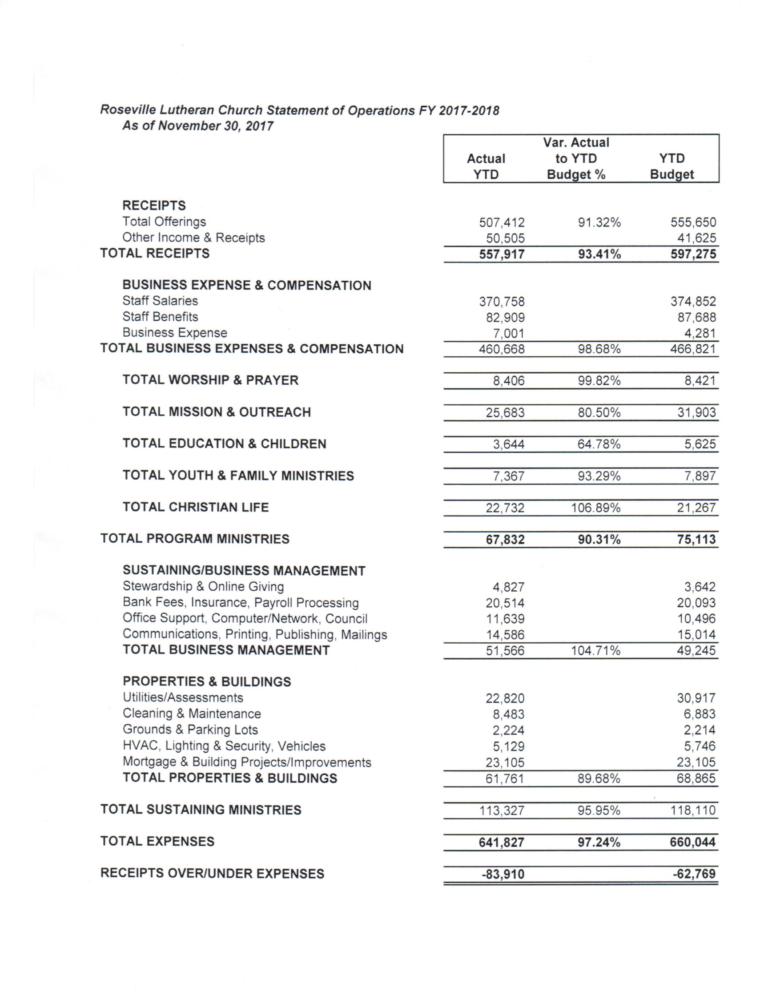 Roseville Lutheran Church Statement of Operations FY 2017-2018
As of November 30, 2017
Var. Actual
Actual to YTD YTD
YTD Budget % Budget
RECEIPTS
Total Offerings 507,412 91.32% 555,650
Other Income & Receipts 50,505 41,625
TOTAL RECEIPTS 557,917 93.41% 597,275
BUSINESS EXPENSE & COMPENSATION
Staff Salaries 370,758 374,852
Staff Benefits 82,909 87,688
Business Expense 7,001 4,281
TOTAL BUSINESS EXPENSES & COMPENSATION 460,668 98.68% 466,821
TOTAL WORSHIP & PRAYER 8,406 99.82% 8,421
TOTAL MISSION & OUTREACH 25,683 80.50% 31,903
TOTAL EDUCATION & CHILDREN 3,644 64.78% 5,625
TOTAL YOUTH & FAMILY MINISTRIES 7,367 93.29% 7,897
TOTAL CHRISTIAN LIFE 22,732 106.89% 21,267
TOTAL PROGRAM MINISTRIES 67,832 90.31% 75,113
SUSTAINING/BUSINESS MANAGEMENT
Stewardship & Online Giving 4,827 3,642
Bank Fees, Insurance, Payroll Processing 20,514 20,093
Office Support, Computer/Network, Council 11,639 10,496
Communications, Printing, Publishing, Mailings 14,586 15,014
TOTAL BUSINESS MANAGEMENT 51,566 104.71% 49,245
PROPERTIES & BUILDINGS
Utilities/Assessments 22,820 30,917
Cleaning & Maintenance 8,483 6,883
Grounds & Parking Lots 2,224 2,214
HVAC, Lighting & Security, Vehicles 5,129 5,746
Mortgage & Building Projects/Improvements 23,105 23,105
TOTAL PROPERTIES & BUILDINGS 61,761 89.68% 68,865
TOTAL SUSTAINING MINISTRIES 113,327 95.95% 118,110
TOTAL EXPENSES 641,827 97.24% 660,044
RECEIPTS OVER/UNDER EXPENSES -83,910 -62,769